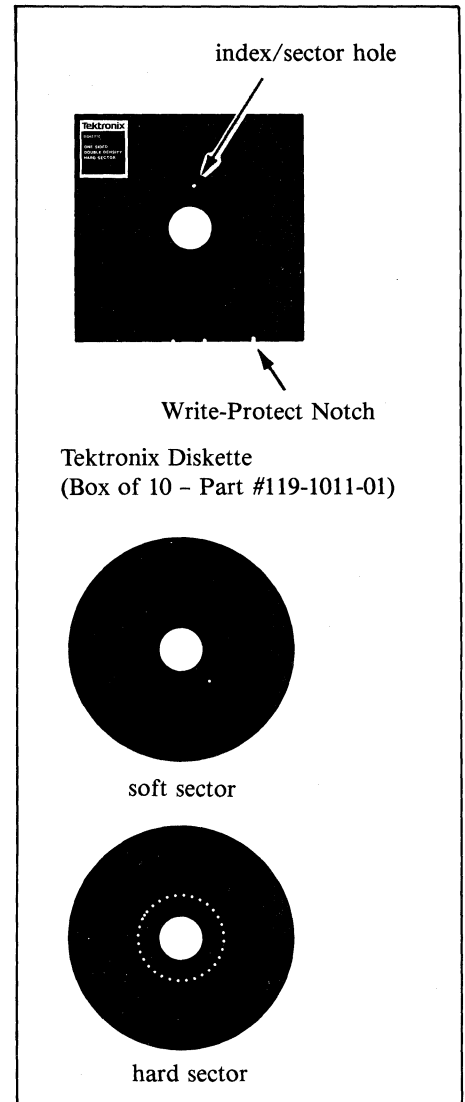 index/sector hole
Tektronix
DISKETTE
ONE SIDED
DOUBLE DENSITY
HARD SECTOR
Write-Protect Notch
Tektronix Diskette
(Box of 10 – Part #119-1011-01)
soft sector
hard sector